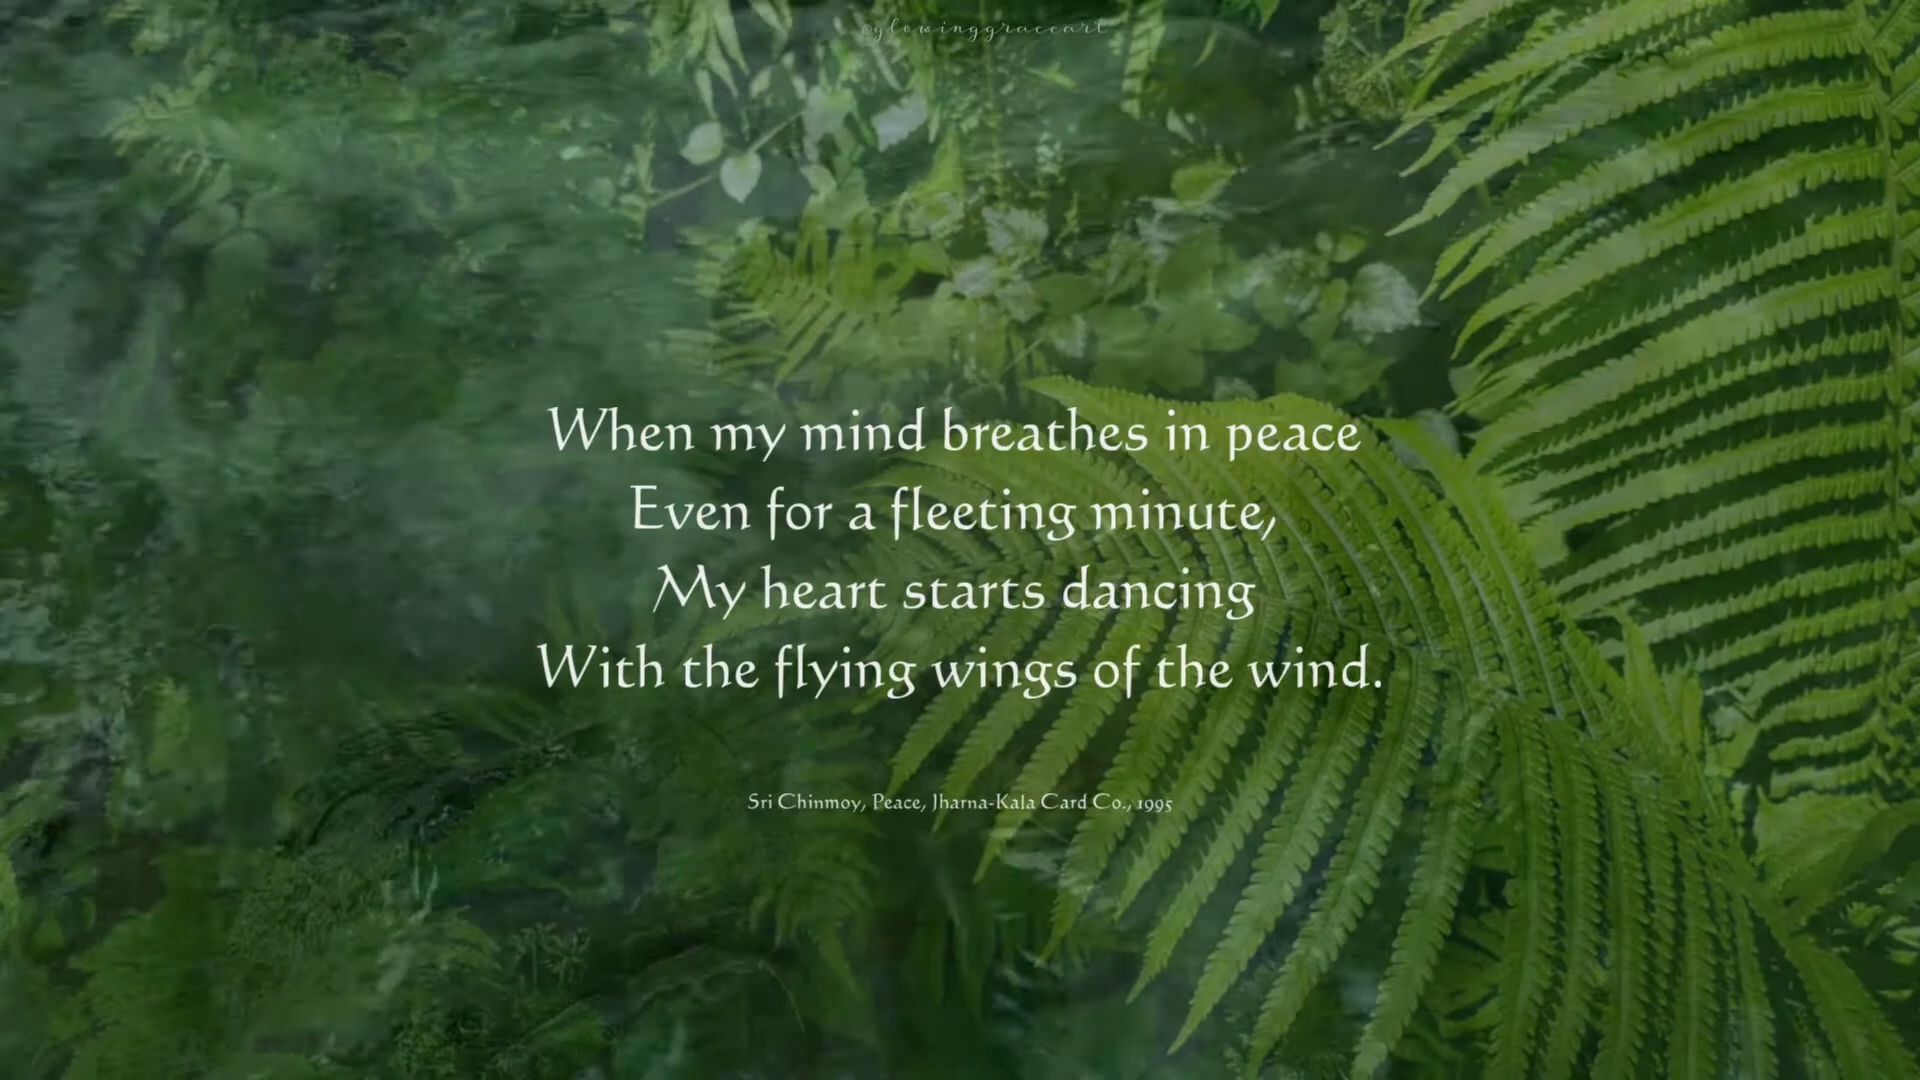 @glowinggraceart
When my mind breathes in peace
Even for a fleeting minute,
My heart starts dancing
With the flying wings of the wind.
Sri Chinmoy, Peace, Jharna-Kala Card Co., 1995